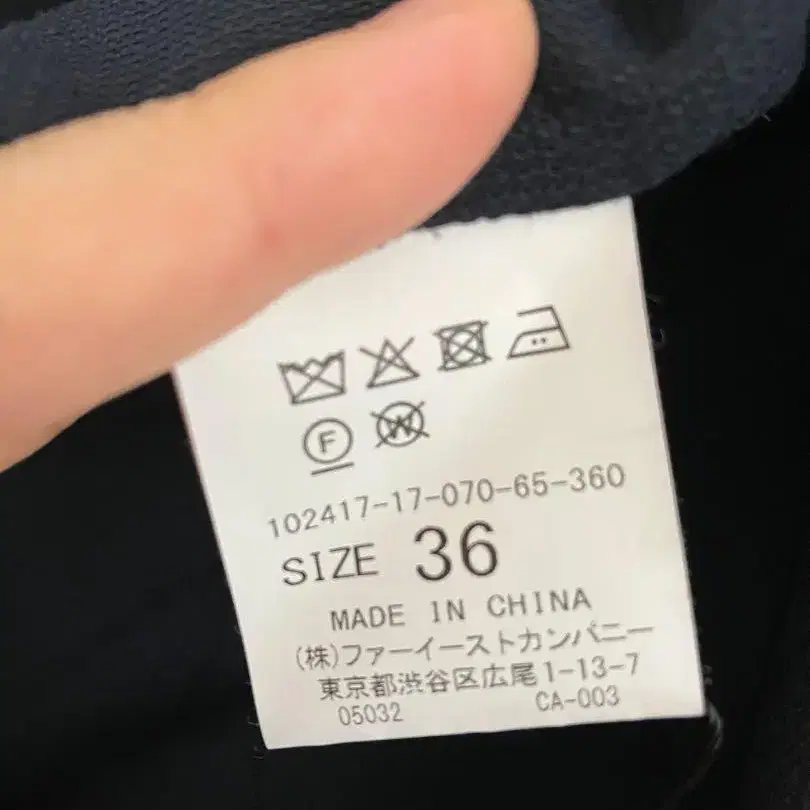 F W
102417-17-070-65-360
SIZE 36
MADE IN CHINA
(株)ファーイーストカンパニー
東京都渋谷区広尾1-13-7
05032 CA-003